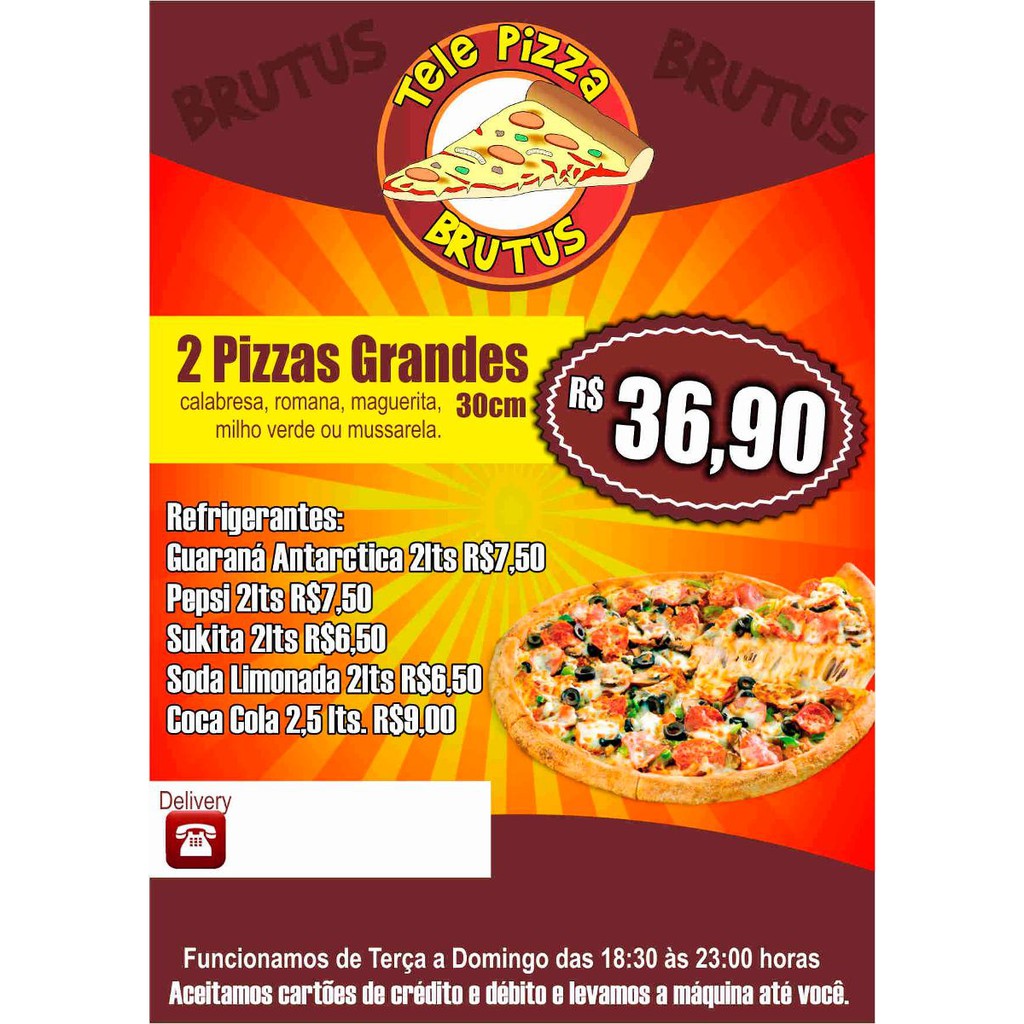 BRUTUS
BRUTUS
Tele Pizza
BRUTUS
2 Pizzas Grandes
calabresa, romana, maguerita, 30cm
milho verde ou mussarela.
R$ 36,90
Refrigerantes:
Guaraná Antarctica 2lts R$7,50
Pepsi 2lts R$7,50
Sukita 2lts R$6,50
Soda Limonada 2lts R$6,50
Coca Cola 2,5 lts. R$9,00
Delivery
Funcionamos de Terça a Domingo das 18:30 às 23:00 horas
Aceitamos cartões de crédito e débito e levamos a máquina até você.